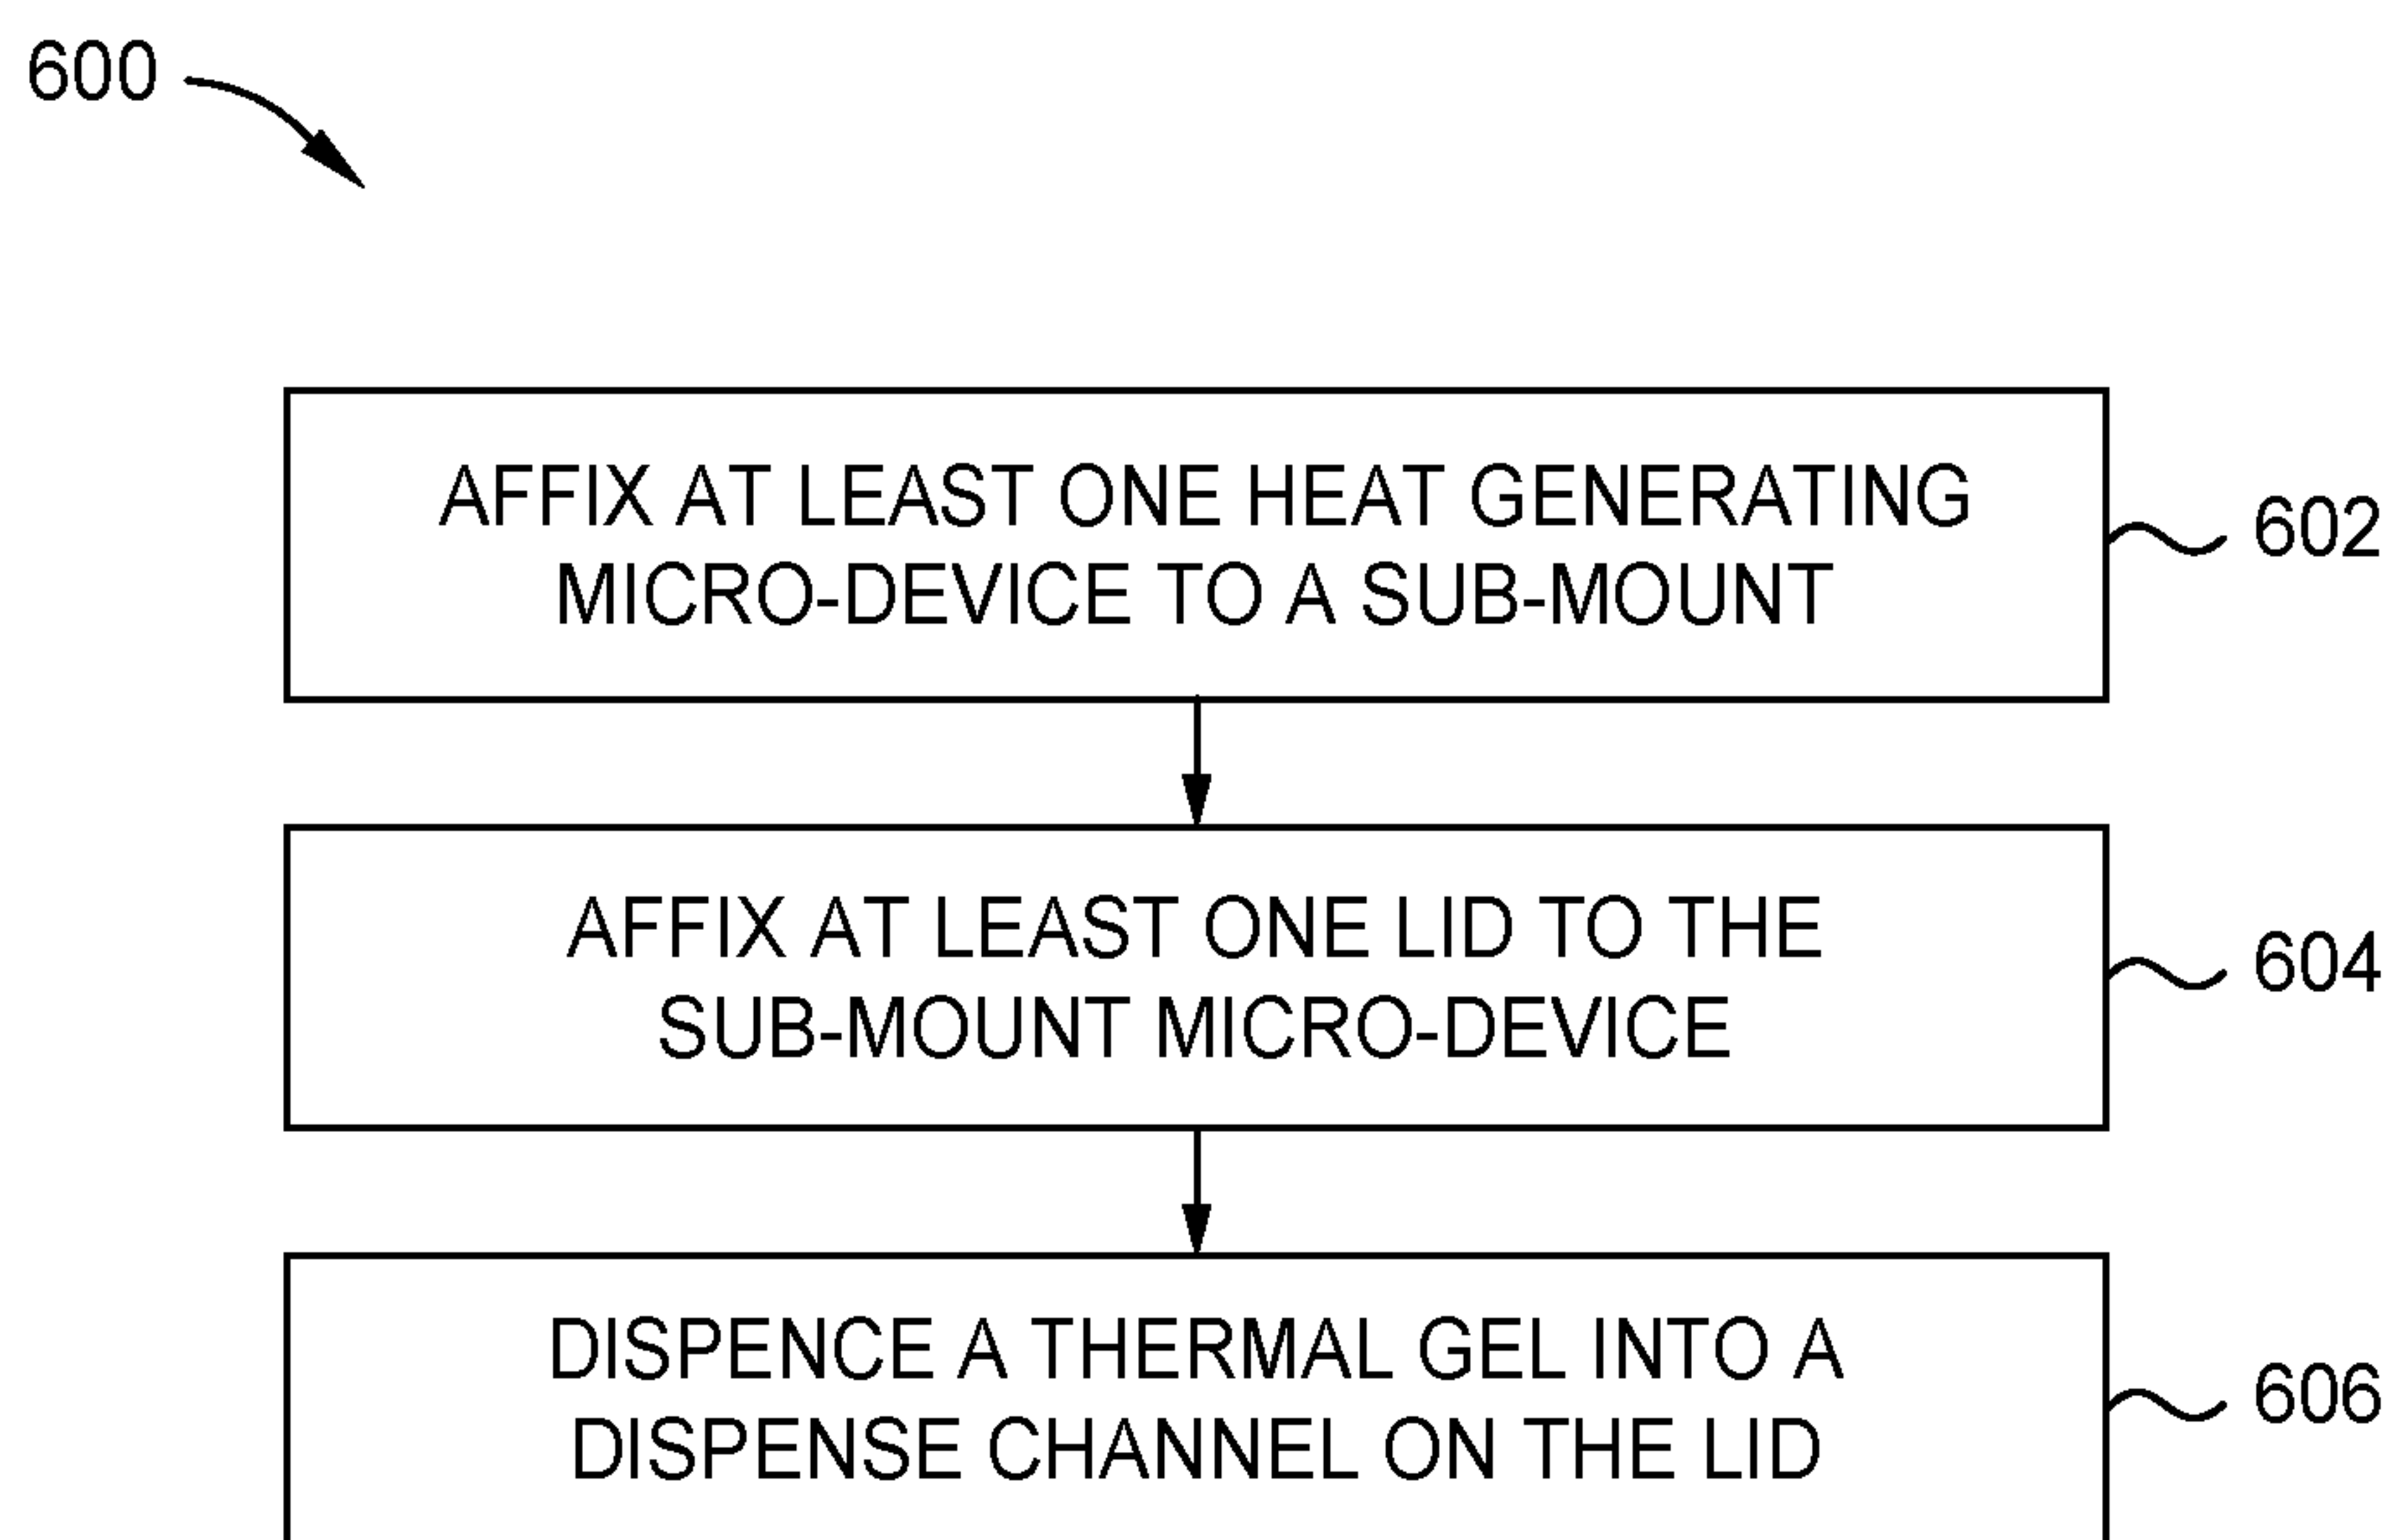 600
AFFIX AT LEAST ONE HEAT GENERATING
MICRO-DEVICE TO A SUB-MOUNT
602
AFFIX AT LEAST ONE LID TO THE
SUB-MOUNT MICRO-DEVICE
604
DISPENCE A THERMAL GEL INTO A
DISPENSE CHANNEL ON THE LID
606